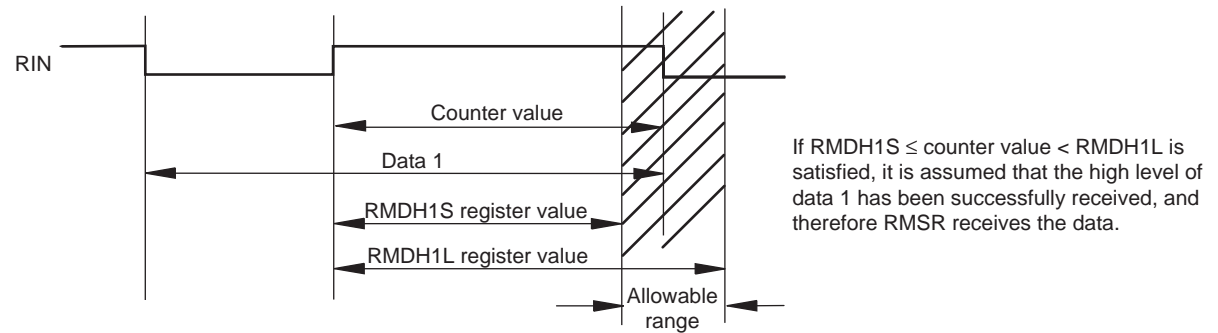 RIN
Counter value
Data 1
RMDH1S register value
RMDH1L register value
Allowable
range
If RMDH1S ≤ counter value < RMDH1L is
satisfied, it is assumed that the high level of
data 1 has been successfully received, and
therefore RMSR receives the data.